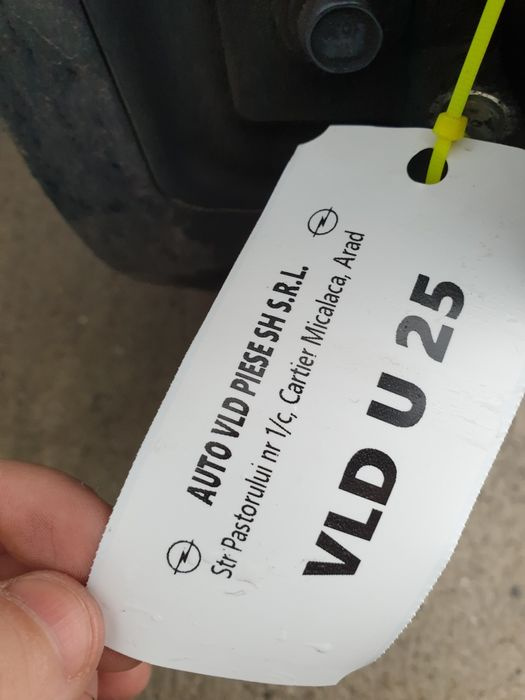 AUTO VLD PIESE SH S.R.L.
Str Pastorului nr 1/c, Cartier Micalaca, Arad
VLD U 25